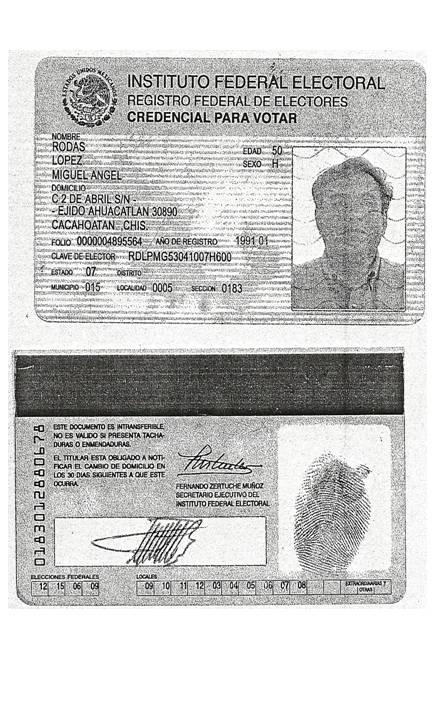 ESTADOS UNIDOS MEXICANOS
INSTITUTO FEDERAL ELECTORAL
REGISTRO FEDERAL DE ELECTORES
CREDENCIAL PARA VOTAR
NOMBRE
RODAS
LOPEZ
MIGUEL ANGEL
EDAD 50
SEXO H
DOMICILIO
C 2 DE ABRIL S/N
- EJIDO AHUACATLAN 30890
CACAHOATAN ,CHIS.
FOLIO 0000004895564 AÑO DE REGISTRO 1991 01
CLAVE DE ELECTOR RDLPMG53041007H600
ESTADO 07 DISTRITO
MUNICIPIO 015 LOCALIDAD 0005 SECCION 0183
ESTE DOCUMENTO ES INTRANSFERIBLE,
NO ES VALIDO SI PRESENTA TACHA-
DURAS O ENMENDADURAS.
EL TITULAR ESTA OBLIGADO A NOTI-
FICAR EL CAMBIO DE DOMICILIO EN
LOS 30 DIAS SIGUIENTES A QUE ESTE
OCURRA.
FERNANDO ZERTUCHE MUÑOZ
SECRETARIO EJECUTIVO DEL
INSTITUTO FEDERAL ELECTORAL
0183012880678
ELECCIONES FEDERALES
12 15 06 09
LOCALES
09 10 11 12 03 04 05 06 07 08
EXTRAORDINARIAS Y
OTRAS